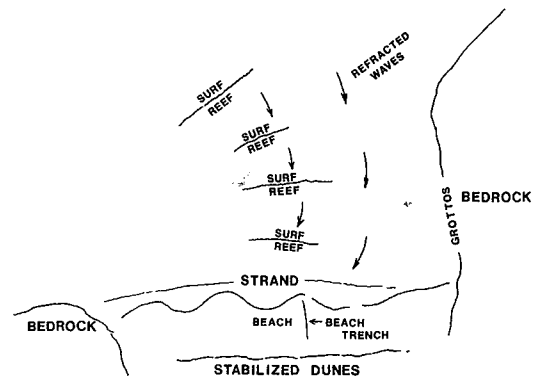 REFRACTED
WAVES
SURF
REEF
SURF
REEF
SURF
REEF
SURF
REEF
BEDROCK
GROTTOS
STRAND
BEDROCK
BEACH
BEACH
TRENCH
STABILIZED DUNES